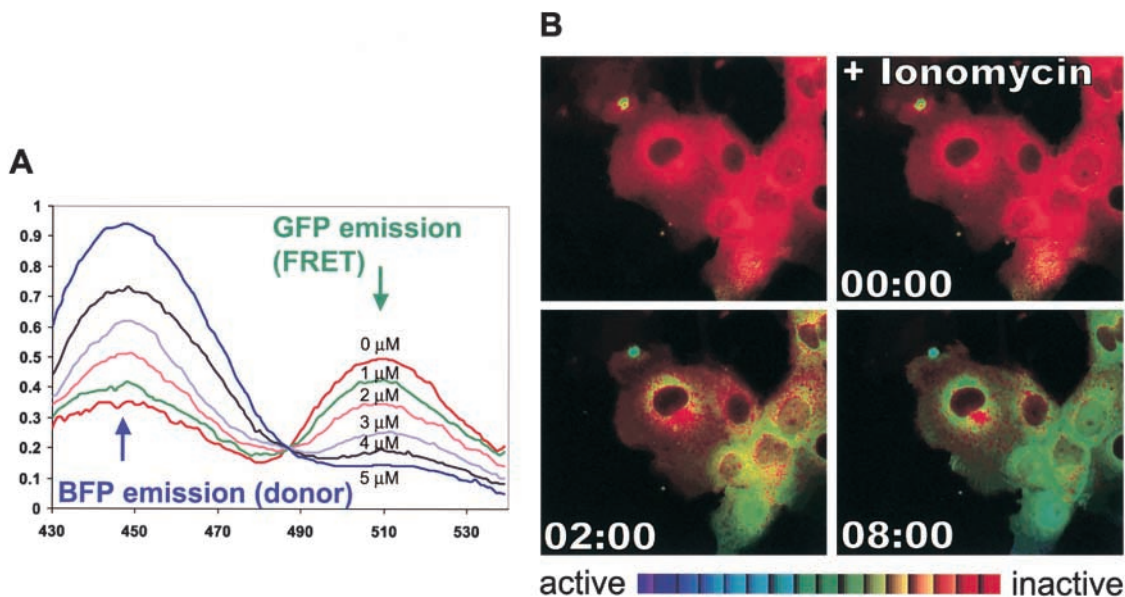 A
1
0.9
0.8
0.7
0.6
0.5
0.4
0.3
0.2
0.1
0
430
450
470
490
510
530
GFP emission
(FRET)
0 μM
1 μM
2 μM
3 μM
4 μM
5 μM
BFP emission (donor)
B
+ Ionomycin
00:00
02:00
08:00
active
inactive